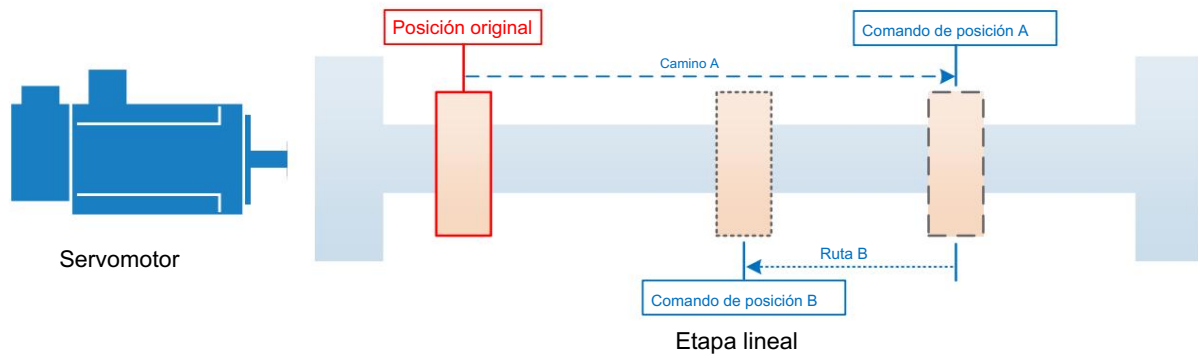 Posición original
Comando de posición A
Camino A
Servomotor
Ruta B
Comando de posición B
Etapa lineal